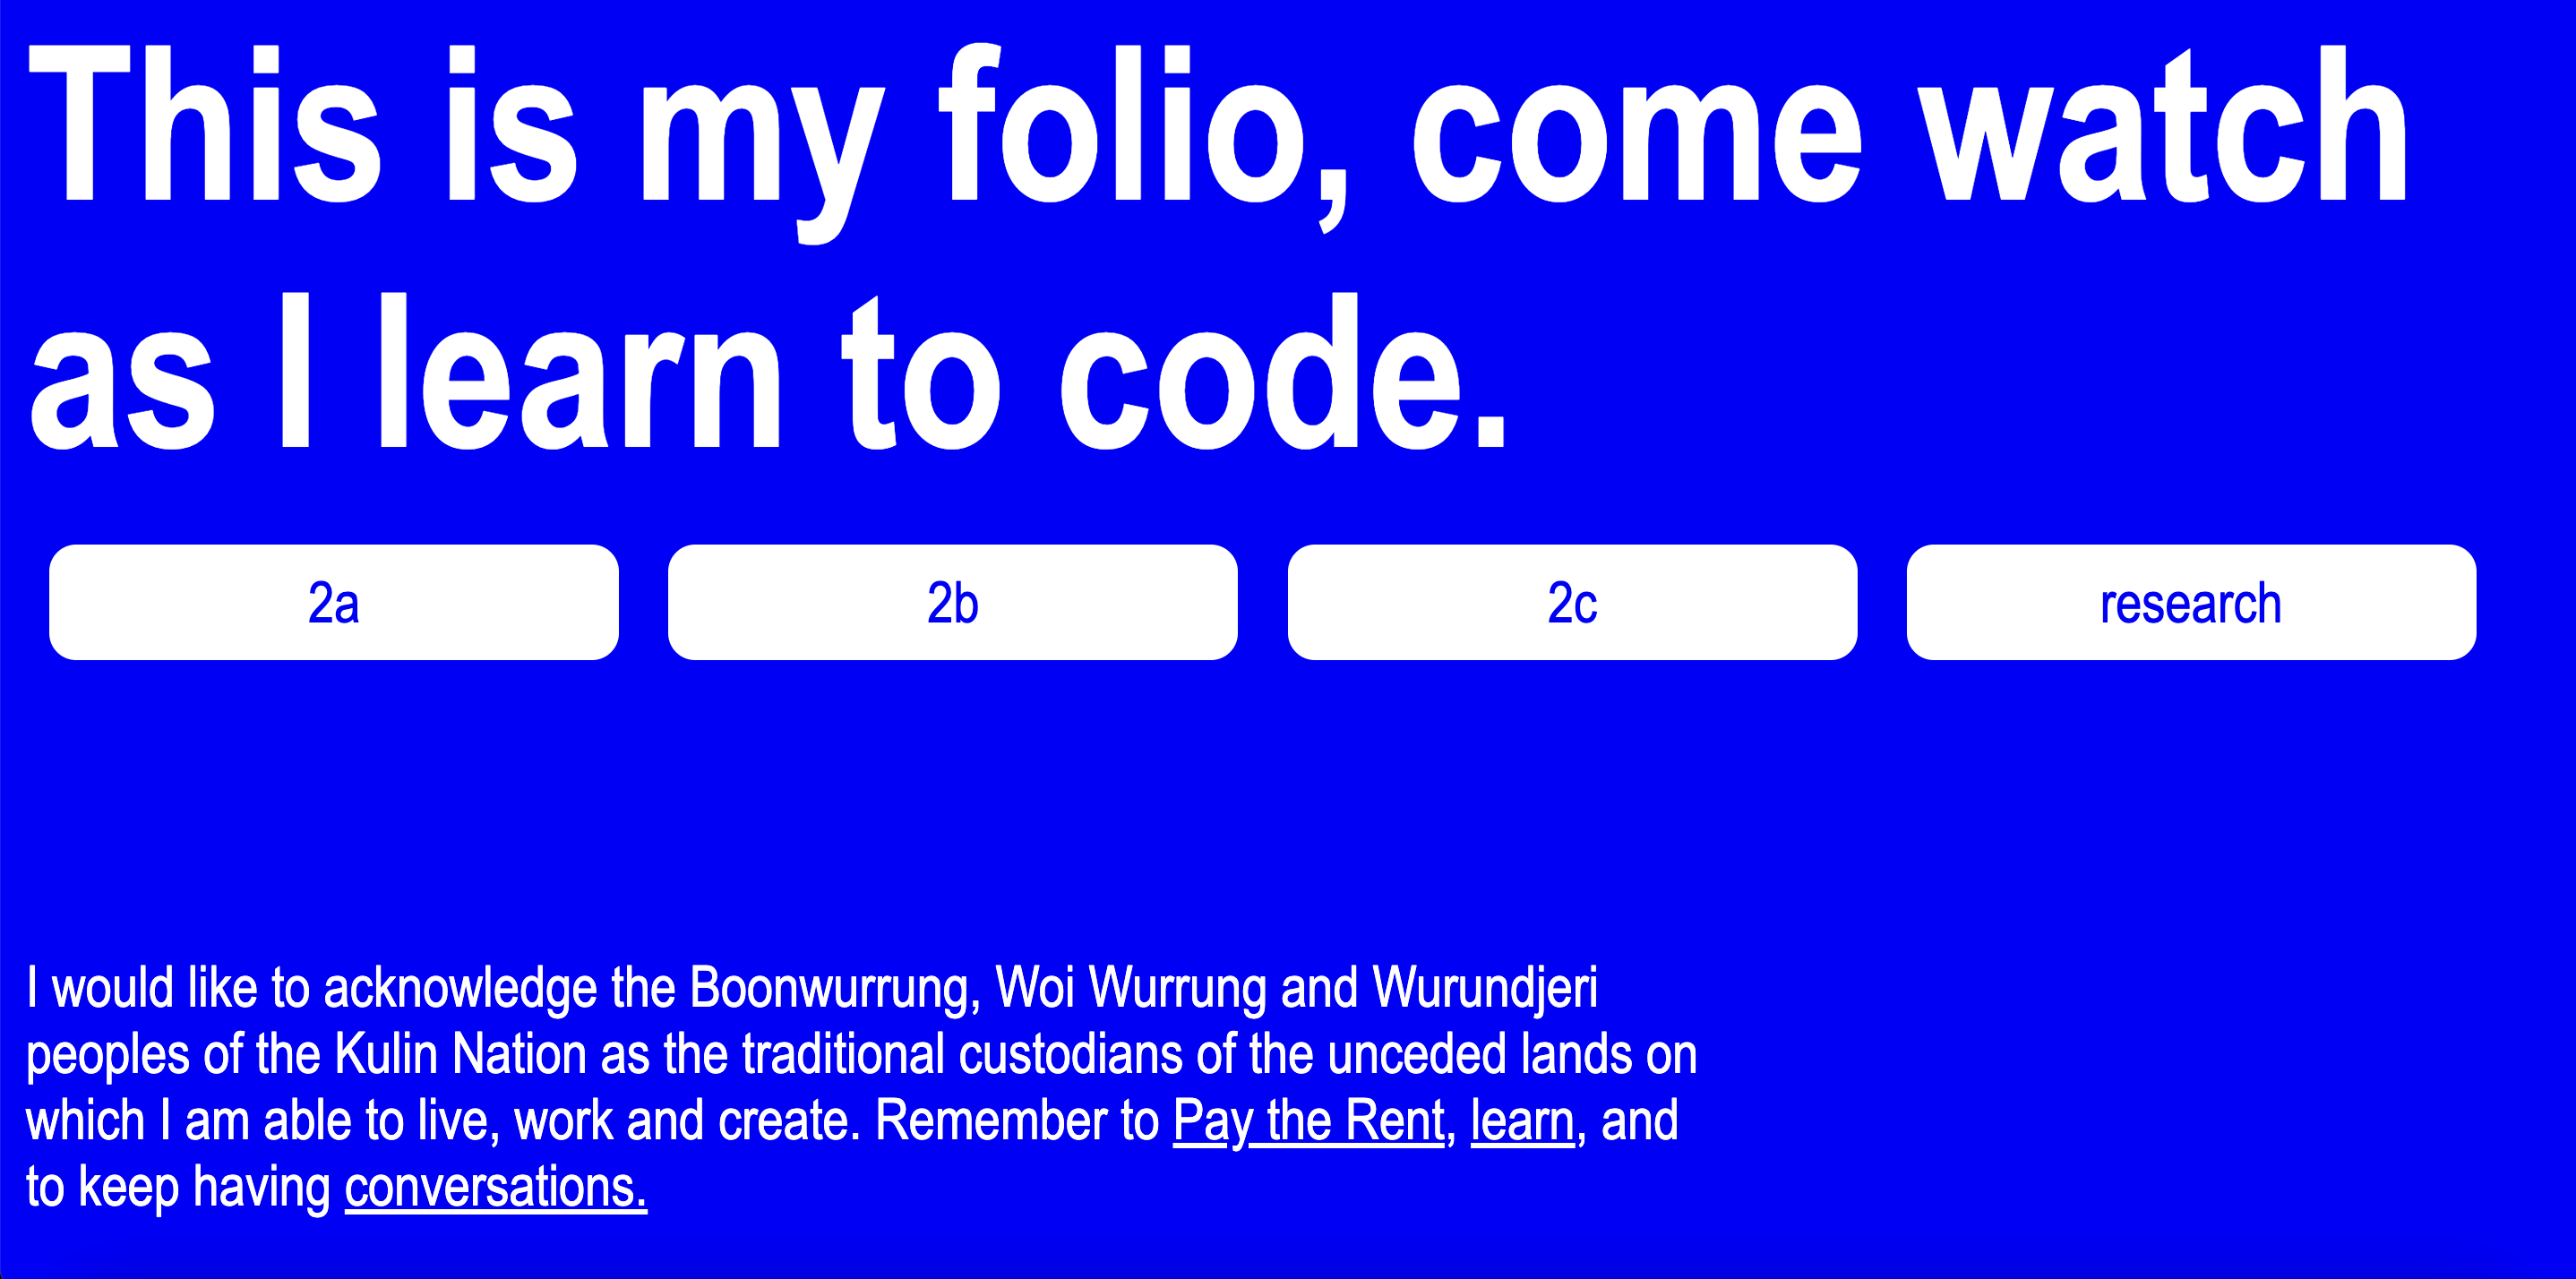 This is my folio, come watch
as I learn to code.
2a
2b
2c
research
I would like to acknowledge the Boonwurrung, Woi Wurrung and Wurundjeri
peoples of the Kulin Nation as the traditional custodians of the unceded lands on
which I am able to live, work and create. Remember to Pay the Rent, learn, and
to keep having conversations.